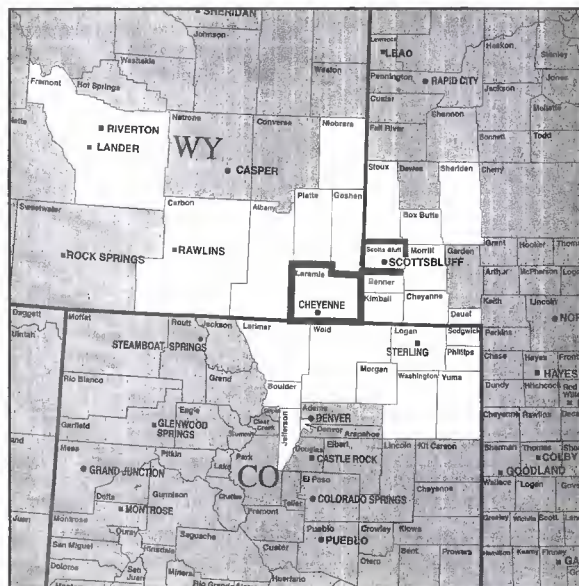 SHERIDAN
Johnson
Washakie
Weston
Fremont
Hot Springs
Natrona
Converse
Niobrara
RIVERTON
LANDER
WY
CASPER
Platte
Goshen
Albany
Carbon
Sweetwater
ROCK SPRINGS
RAWLINS
Laramie
CHEYENNE
Lawrence
LEAD
Haakon
Stanley
Pennington
RAPID CITY
Jones
Jackson
Custer
Shannon
Mellette
Fall River
Bennett
Todd
Sioux
Dawes
Sheridan
Cherry
Box Butte
Scotts Bluff
SCOTTSBLUFF
Morrill
Garden
Grant
Hooker
Banner
Arthur
McPherson
Kimball
Cheyenne
Keith
Lincoln
Deuel
Perkins
Daggett
Uintah
Moffat
Routt
Jackson
Larimer
Weld
Logan
Sedgwick
STEAMBOAT SPRINGS
STERLING
Phillips
Chase
Hayes
HAYES
Grand
Morgan
Washington
Yuma
Dundy
Hitchcock
Rio Blanco
Boulder
Eagle
Gilpin
Clear
Creek
Jefferson
Adams
DENVER
Denver
Arapahoe
Cheyenne
Rawlins
Garfield
GLENWOOD
SPRINGS
Summit
Douglas
Elbert
Lincoln
Kit Carson
CASTLE ROCK
Sherman
Thomas
COLBY
GOODLAND
Wallace
Logan
Mesa
Pitkin
Lake
Park
CO
GRAND JUNCTION
Delta
Gunnison
Chaffee
Teller
El Paso
COLORADO SPRINGS
Cheyenne
MONTROSE
Montrose
Fremont
Greeley
Wichita
Scott
Ouray
Saguache
Pueblo
PUEBLO
Crowley
Kiowa
San Miguel
Hinsdale
Custer
Otero
Bent
Prowers
Hamilton
Kearny
Finney
Dolores
San
Juan
Mineral
Rio Grande
Huerfano